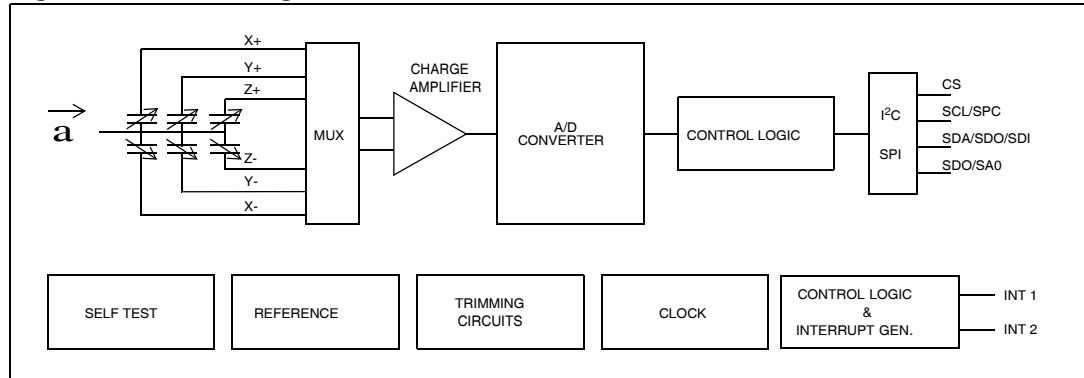 X+
Y+
Z+
a
Z-
Y-
X-
MUX
CHARGE
AMPLIFIER
A/D
CONVERTER
CONTROL LOGIC
I²C
SPI
CS
SCL/SPC
SDA/SDO/SDI
SDO/SA0
SELF TEST
REFERENCE
TRIMMING
CIRCUITS
CLOCK
CONTROL LOGIC
&
INTERRUPT GEN.
INT 1
INT 2